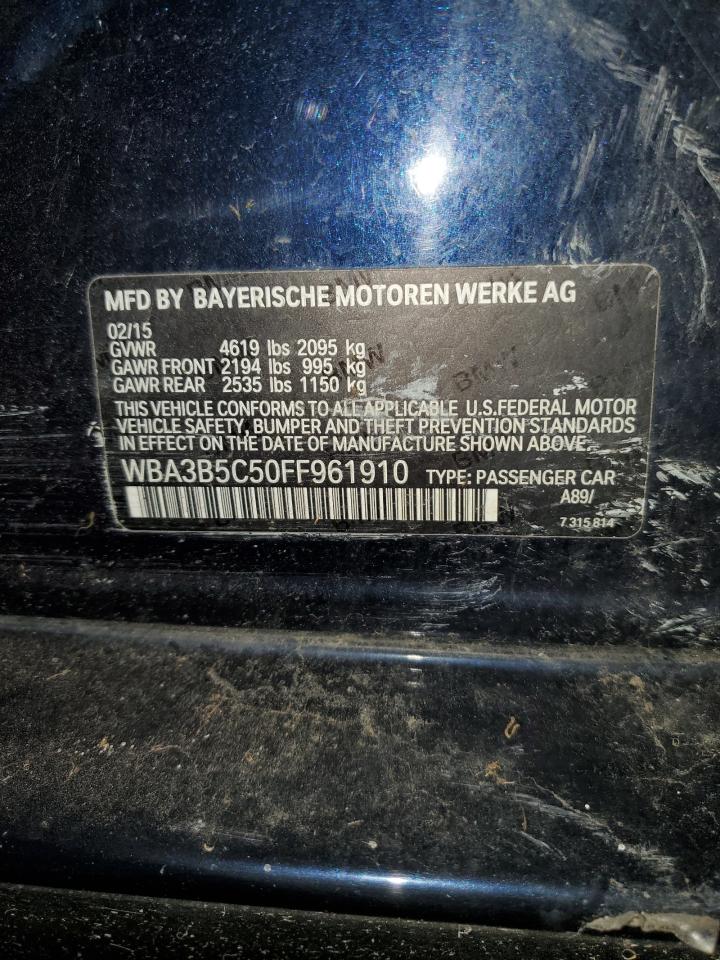 MFD BY BAYERISCHE MOTOREN WERKE AG
02/15
GVWR 4619 lbs 2095 kg
GAWR FRONT 2194 lbs 995 kg
GAWR REAR 2535 lbs 1150 kg
THIS VEHICLE CONFORMS TO ALL APPLICABLE U.S.FEDERAL MOTOR
VEHICLE SAFETY, BUMPER AND THEFT PREVENTION STANDARDS
IN EFFECT ON THE DATE OF MANUFACTURE SHOWN ABOVE.
WBA3B5C50FF961910 TYPE: PASSENGER CAR
A89/
7 315 814